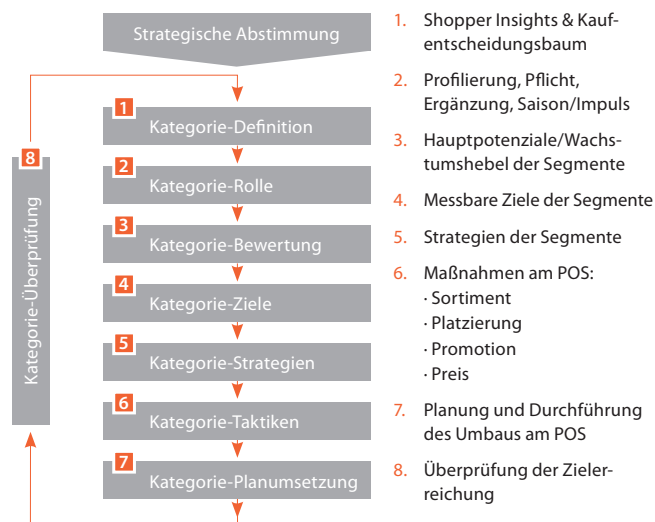 Strategische Abstimmung
1
Kategorie-Definition
2
Kategorie-Rolle
3
Kategorie-Bewertung
4
Kategorie-Ziele
5
Kategorie-Strategien
6
Kategorie-Taktiken
7
Kategorie-Planumsetzung
8
Kategorie-Überprüfung
1. Shopper Insights & Kauf-
entscheidungsbaum
2. Profilierung, Pflicht,
Ergänzung, Saison/Impuls
3. Hauptpotenziale/Wachs-
tumshebel der Segmente
4. Messbare Ziele der Segmente
5. Strategien der Segmente
6. Maßnahmen am POS:
· Sortiment
· Platzierung
· Promotion
· Preis
7. Planung und Durchführung
des Umbaus am POS
8. Überprüfung der Zieler-
reichung